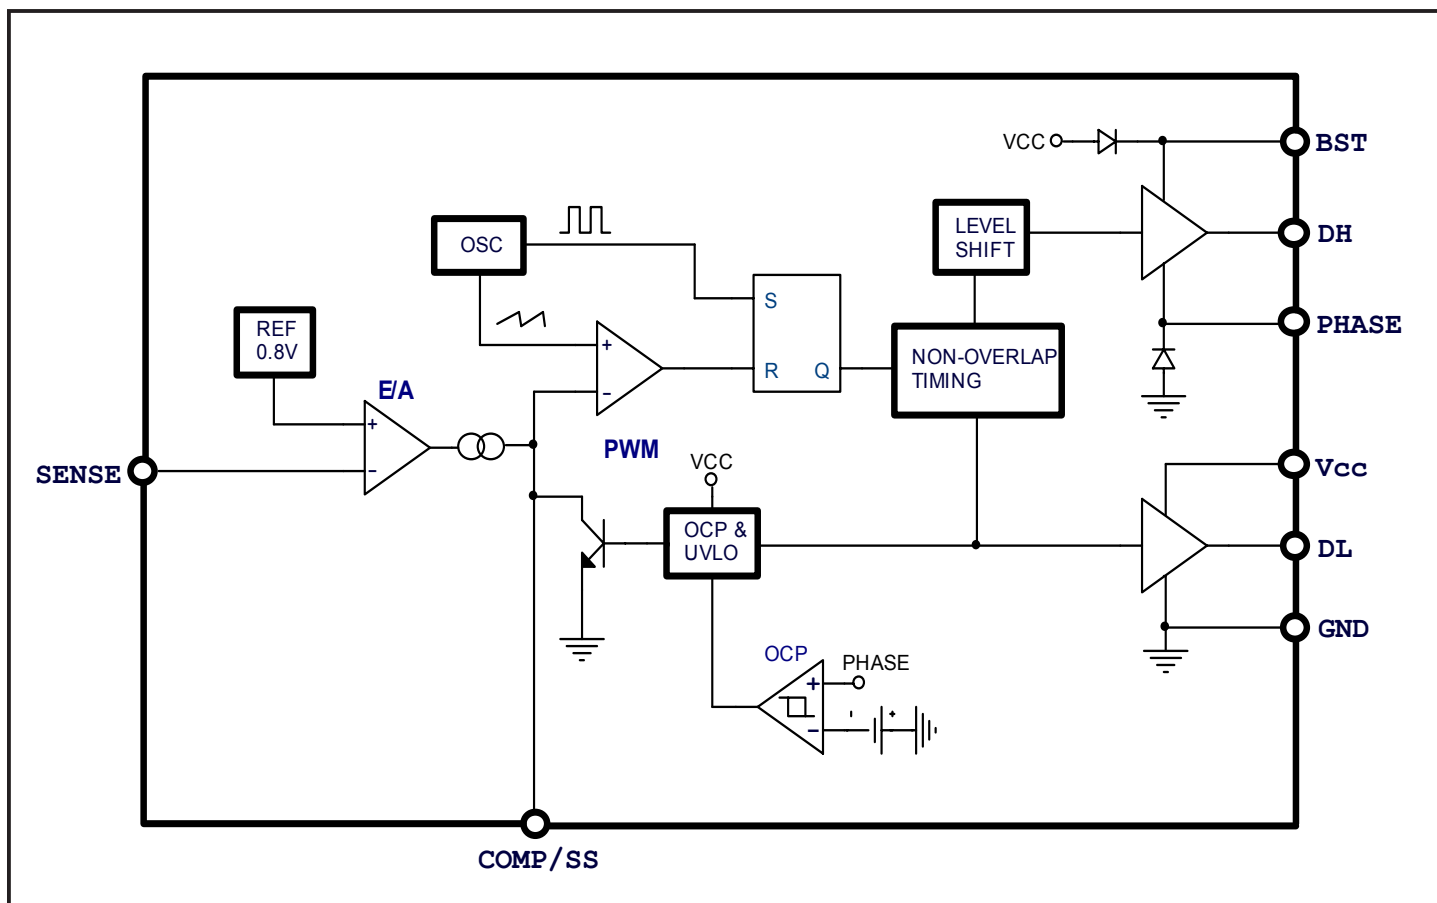 VCC
BST
LEVEL
SHIFT
DH
OSC
S
REF
0.8V
PHASE
+
R
Q
NON-OVERLAP
TIMING
−
E/A
+
PWM
SENSE
−
VCC
Vcc
OCP &
UVLO
DL
GND
OCP
PHASE
+
- +
−
COMP/SS